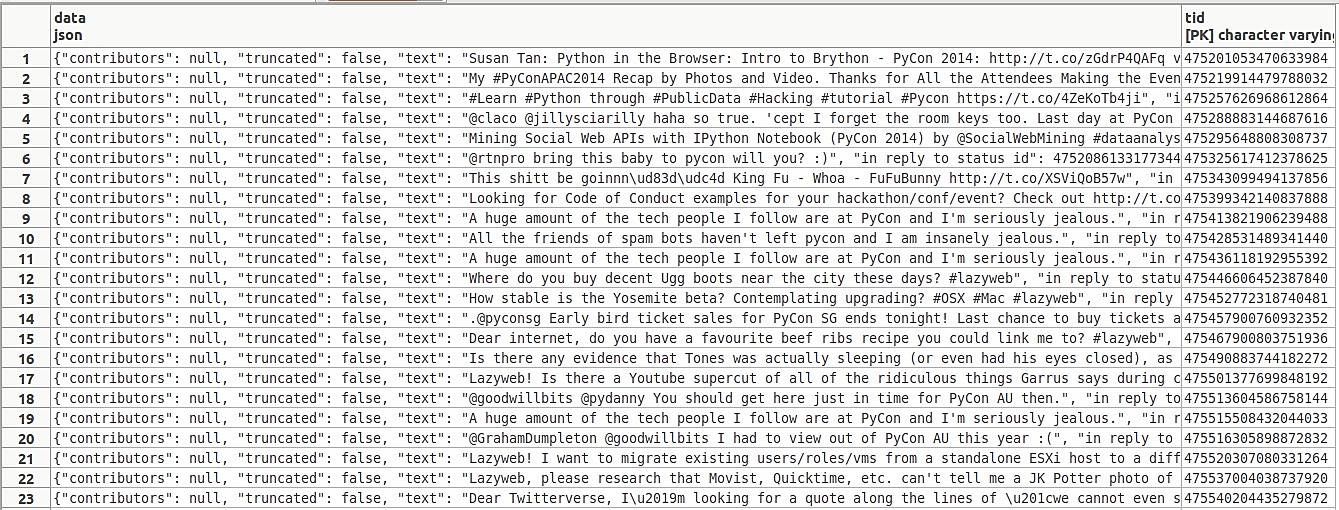 data tid
json [PK] character varying
1 {"contributors": null, "truncated": false, "text": "Susan Tan: Python in the Browser: Intro to Brython - PyCon 2014: http://t.co/zGdrP4QAFq v 475201053470633984
2 {"contributors": null, "truncated": false, "text": "My #PyConAPAC2014 Recap by Photos and Video. Thanks for All the Attendees Making the Even 475219914479788032
3 {"contributors": null, "truncated": false, "text": "#Learn #Python through #PublicData #Hacking #tutorial #Pycon https://t.co/4ZeKoTb4ji", "i 475257626968612864
4 {"contributors": null, "truncated": false, "text": "@claco @jillysciarilly haha so true. 'cept I forget the room keys too. Last day at PyCon 475288883144687616
5 {"contributors": null, "truncated": false, "text": "Mining Social Web APIs with IPython Notebook (PyCon 2014) by @SocialWebMining #dataanalys 475295648808308737
6 {"contributors": null, "truncated": false, "text": "@rtnpro bring this baby to pycon will you? :)", "in reply to status id": 4752086133177344 475325617412378625
7 {"contributors": null, "truncated": false, "text": "This shitt be goinnn\ud83d\udc4d King Fu - Whoa - FuFuBunny http://t.co/XSViQoB57w", "in 475343099494137856
8 {"contributors": null, "truncated": false, "text": "Looking for Code of Conduct examples for your hackathon/conf/event? Check out http://t.co 475399342140837888
9 {"contributors": null, "truncated": false, "text": "A huge amount of the tech people I follow are at PyCon and I'm seriously jealous.", "in r 475413821906239488
10 {"contributors": null, "truncated": false, "text": "All the friends of spam bots haven't left pycon and I am insanely jealous.", "in reply to 475428531489341440
11 {"contributors": null, "truncated": false, "text": "A huge amount of the tech people I follow are at PyCon and I'm seriously jealous.", "in r 475436118192955392
12 {"contributors": null, "truncated": false, "text": "Where do you buy decent Ugg boots near the city these days? #lazyweb", "in reply to statu 475446606452387840
13 {"contributors": null, "truncated": false, "text": "How stable is the Yosemite beta? Contemplating upgrading? #OSX #Mac #lazyweb", "in reply 475452772318740481
14 {"contributors": null, "truncated": false, "text": ".@pyconsg Early bird ticket sales for PyCon SG ends tonight! Last chance to buy tickets a 475457900760932352
15 {"contributors": null, "truncated": false, "text": "Dear internet, do you have a favourite beef ribs recipe you could link me to? #lazyweb", 475467900803751936
16 {"contributors": null, "truncated": false, "text": "Is there any evidence that Tones was actually sleeping (or even had his eyes closed), as 475490883744182272
17 {"contributors": null, "truncated": false, "text": "Lazyweb! Is there a Youtube supercut of all of the ridiculous things Garrus says during c 475501377699848192
18 {"contributors": null, "truncated": false, "text": "@goodwillbits @pydanny You should get here just in time for PyCon AU then.", "in reply to 475513604586758144
19 {"contributors": null, "truncated": false, "text": "A huge amount of the tech people I follow are at PyCon and I'm seriously jealous.", "in r 475515508432044033
20 {"contributors": null, "truncated": false, "text": "@GrahamDumpleton @goodwillbits I had to view out of PyCon AU this year :(", "in reply to 475516305898872832
21 {"contributors": null, "truncated": false, "text": "Lazyweb! I want to migrate existing users/roles/vms from a standalone ESXi host to a diff 475520307080331264
22 {"contributors": null, "truncated": false, "text": "Lazyweb, please research that Movist, Quicktime, etc. can't tell me a JK Potter photo of 475537004038737920
23 {"contributors": null, "truncated": false, "text": "Dear Twitterverse, I\u2019m looking for a quote along the lines of \u201cwe cannot even s 475540204435279872